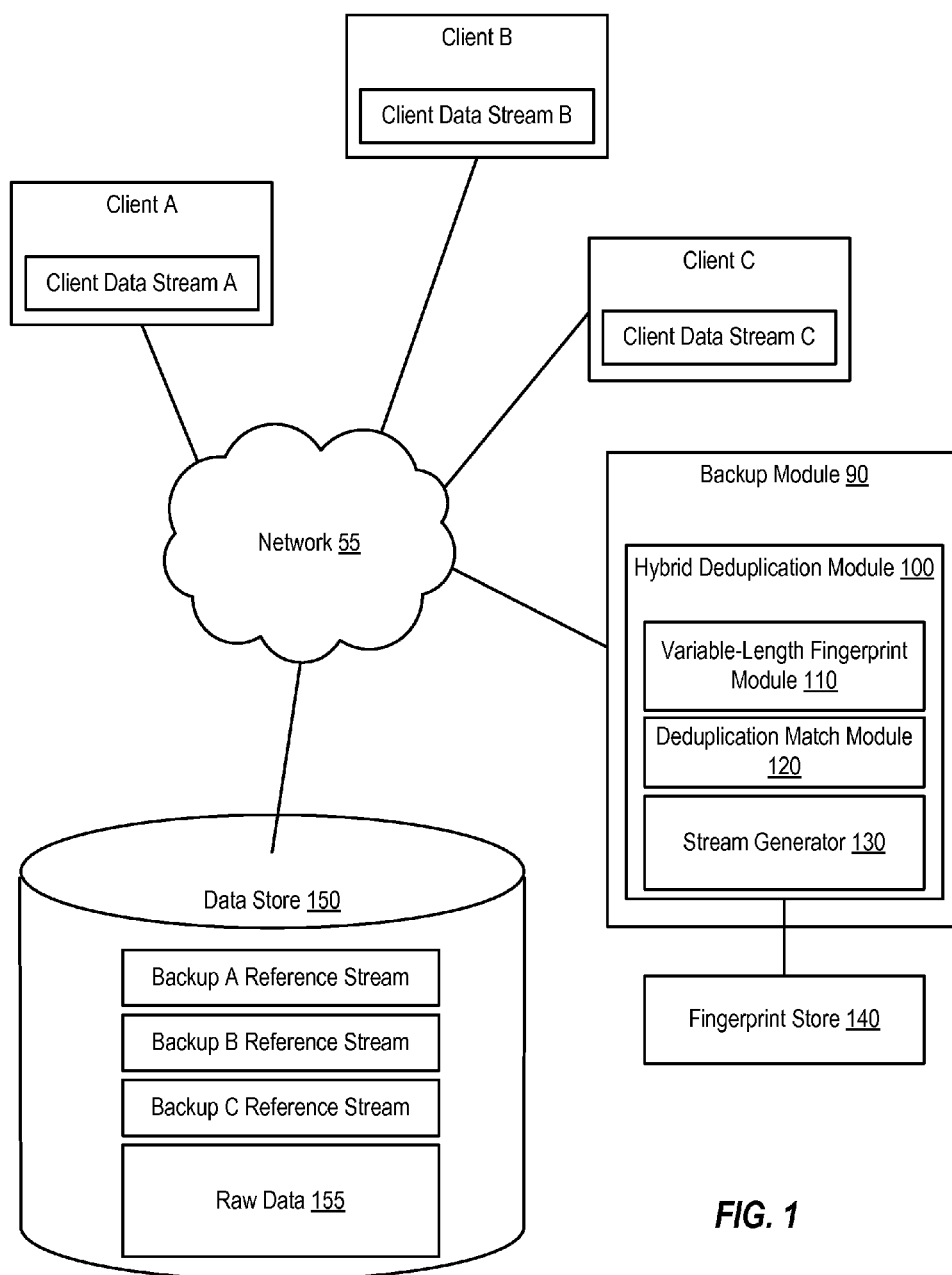 Client B
Client Data Stream B
Client A
Client Data Stream A
Client C
Client Data Stream C
Network 55
Backup Module 90
Hybrid Deduplication Module 100
Variable-Length Fingerprint
Module 110
Deduplication Match Module
120
Stream Generator 130
Fingerprint Store 140
Data Store 150
Backup A Reference Stream
Backup B Reference Stream
Backup C Reference Stream
Raw Data 155
FIG. 1